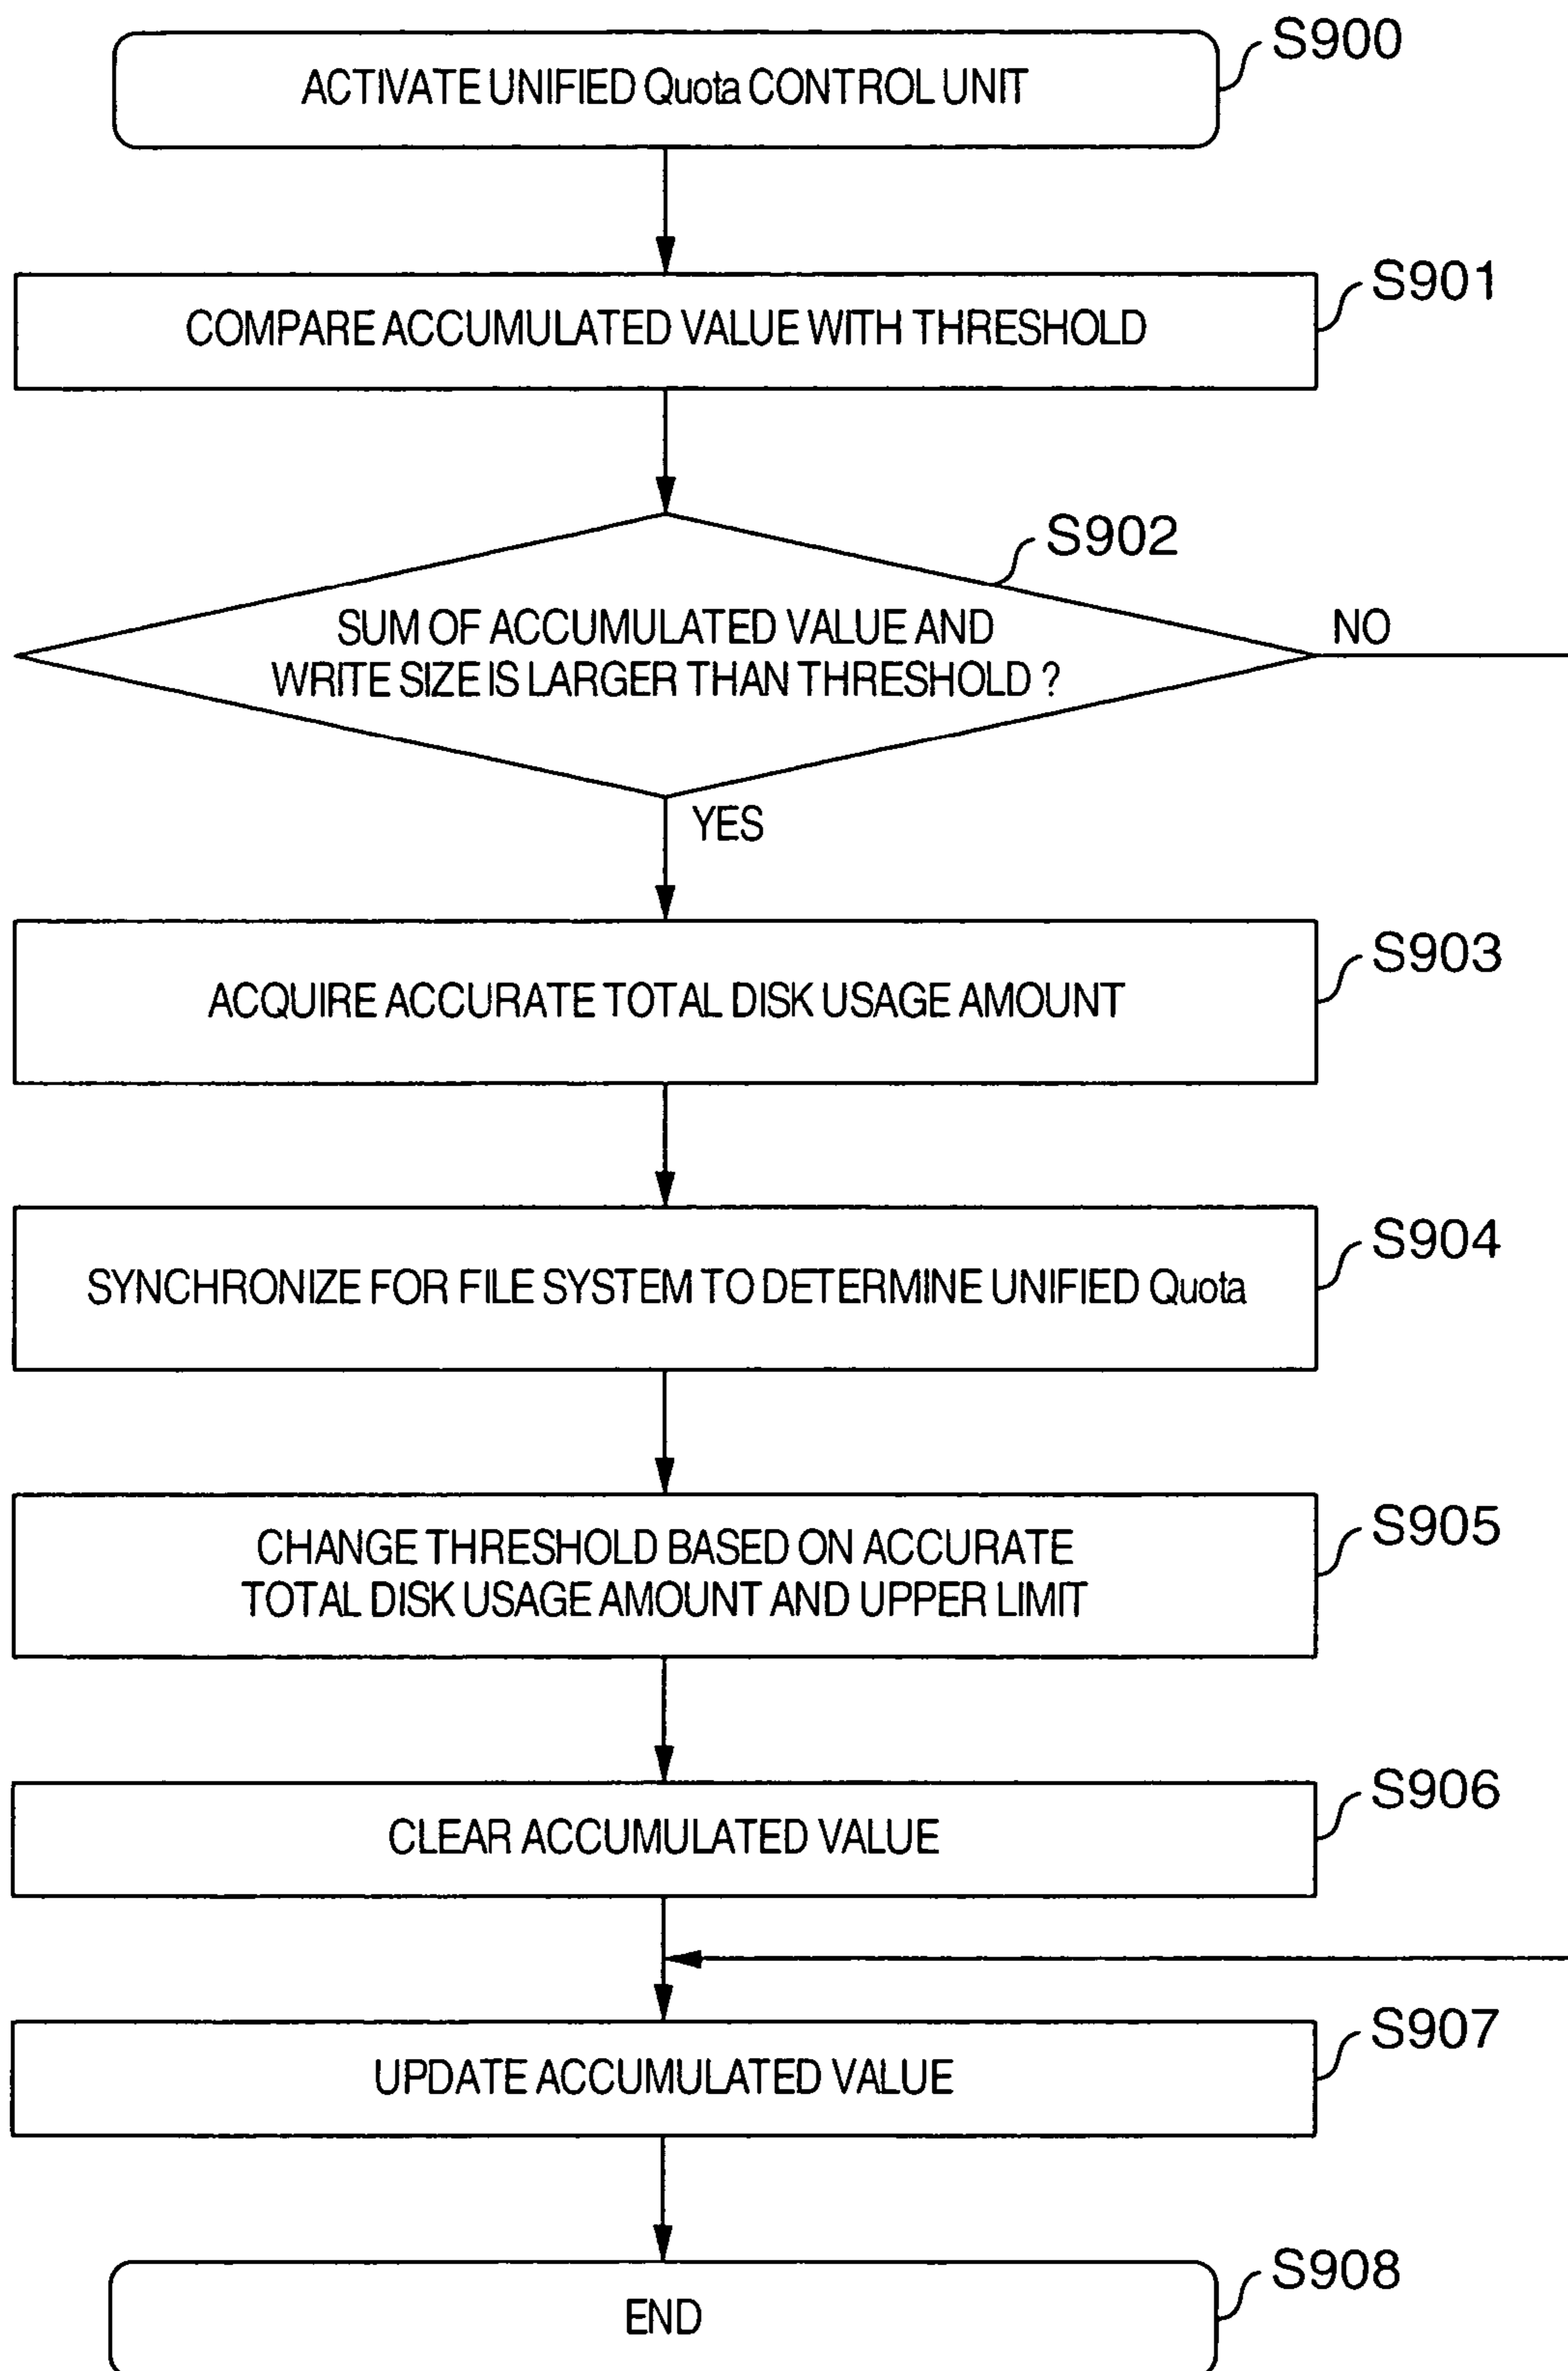 S900
ACTIVATE UNIFIED Quota CONTROL UNIT
S901
COMPARE ACCUMULATED VALUE WITH THRESHOLD
S902
SUM OF ACCUMULATED VALUE AND
WRITE SIZE IS LARGER THAN THRESHOLD ?
NO
YES
S903
ACQUIRE ACCURATE TOTAL DISK USAGE AMOUNT
S904
SYNCHRONIZE FOR FILE SYSTEM TO DETERMINE UNIFIED Quota
S905
CHANGE THRESHOLD BASED ON ACCURATE
TOTAL DISK USAGE AMOUNT AND UPPER LIMIT
S906
CLEAR ACCUMULATED VALUE
S907
UPDATE ACCUMULATED VALUE
S908
END